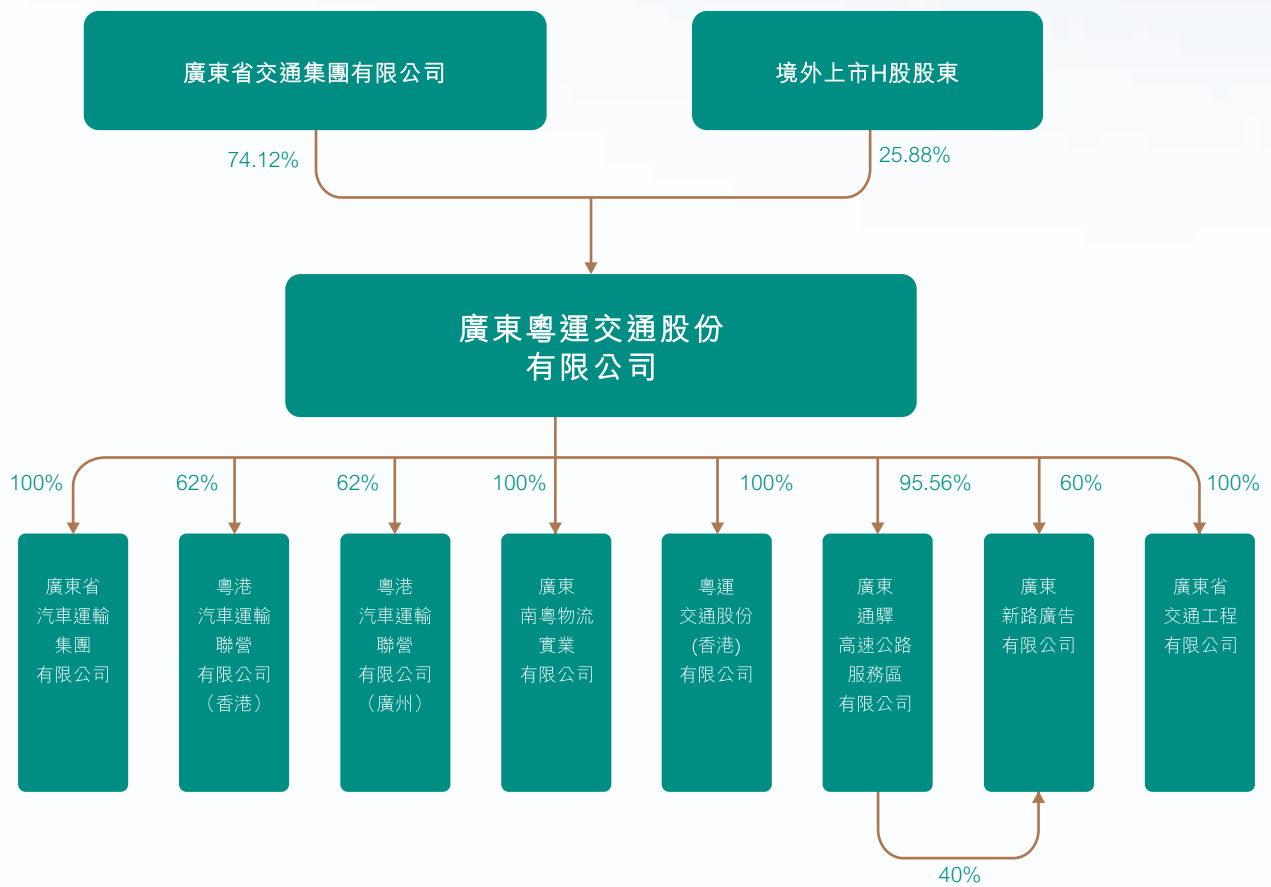 廣東省交通集團有限公司
境外上市H股股東
74.12%
25.88%
廣東粵運交通股份
有限公司
100%
62%
62%
100%
100%
95.56%
60%
100%
廣東省
汽車運輸
集團
有限公司
粵港
汽車運輸
聯營
有限公司
（香港）
粵港
汽車運輸
聯營
有限公司
（廣州）
廣東
南粵物流
實業
有限公司
粵運
交通股份
(香港)
有限公司
廣東
通驛
高速公路
服務區
有限公司
廣東
新路廣告
有限公司
廣東省
交通工程
有限公司
40%